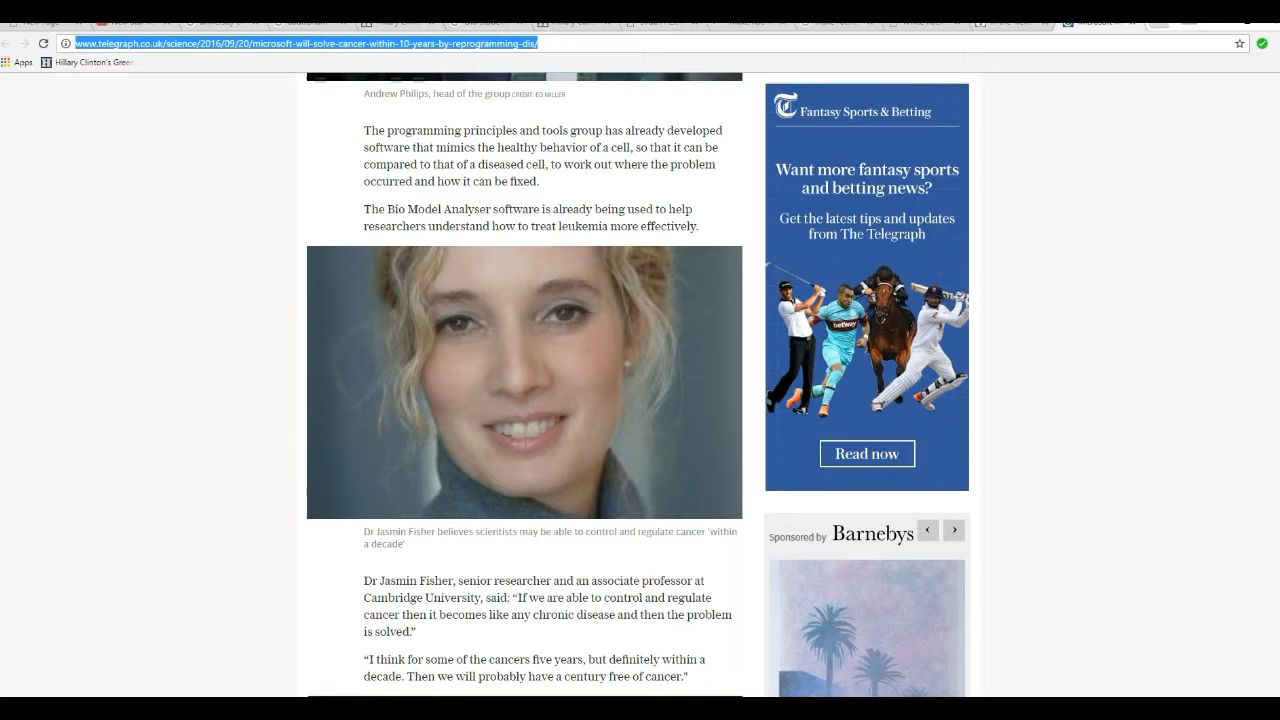 www.telegraph.co.uk/science/2016/09/20/microsoft-will-solve-cancer-within-10-years-by-reprogramming-dis/
Apps
Hillary Clinton's Gree
Andrew Philips, head of the group CREDIT: ED MILLER
The programming principles and tools group has already developed
software that mimics the healthy behavior of a cell, so that it can be
compared to that of a diseased cell, to work out where the problem
occurred and how it can be fixed.
The Bio Model Analyser software is already being used to help
researchers understand how to treat leukemia more effectively.
Dr Jasmin Fisher believes scientists may be able to control and regulate cancer 'within
a decade'
Dr Jasmin Fisher, senior researcher and an associate professor at
Cambridge University, said: “If we are able to control and regulate
cancer then it becomes like any chronic disease and then the problem
is solved.”
“I think for some of the cancers five years, but definitely within a
decade. Then we will probably have a century free of cancer."
T Fantasy Sports & Betting
Want more fantasy sports
and betting news?
Get the latest tips and updates
from The Telegraph
betway
Read now
Sponsored by Barnebys